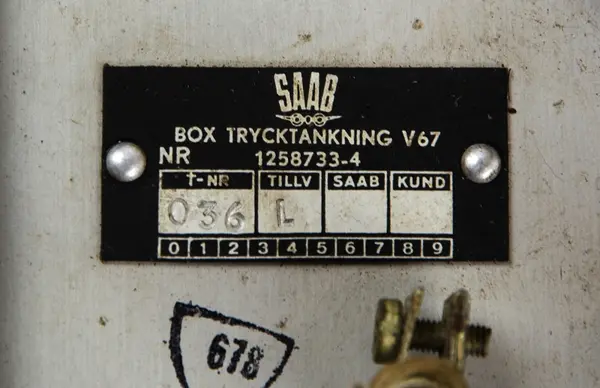 SAAB
BOX TRYCKTANKNING V67
NR 1258733-4
T-NR TILLV SAAB KUND
036 L
0 1 2 3 4 5 6 7 8 9
678